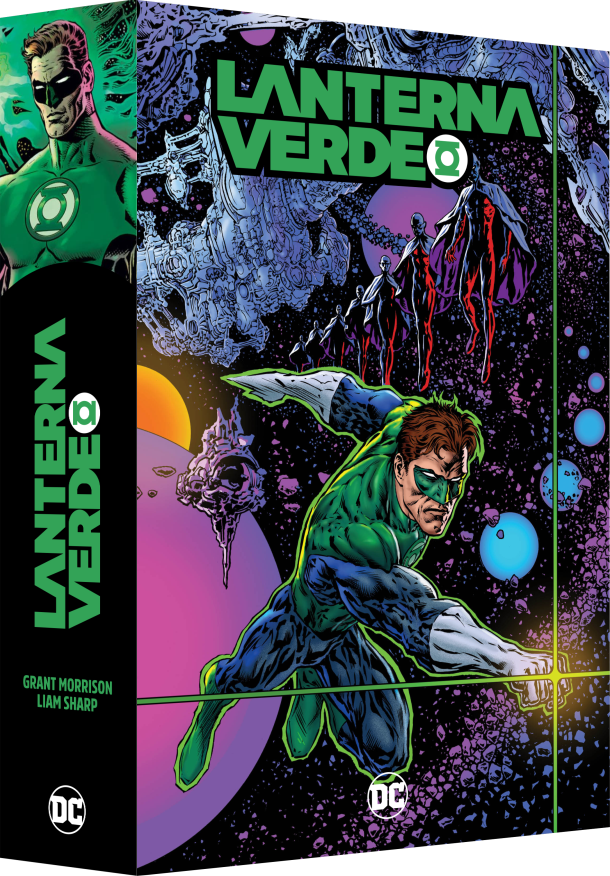 LANTERNA
VERDE
LANTERNA
VERDE
GRANT MORRISON
LIAM SHARP
DC
DC